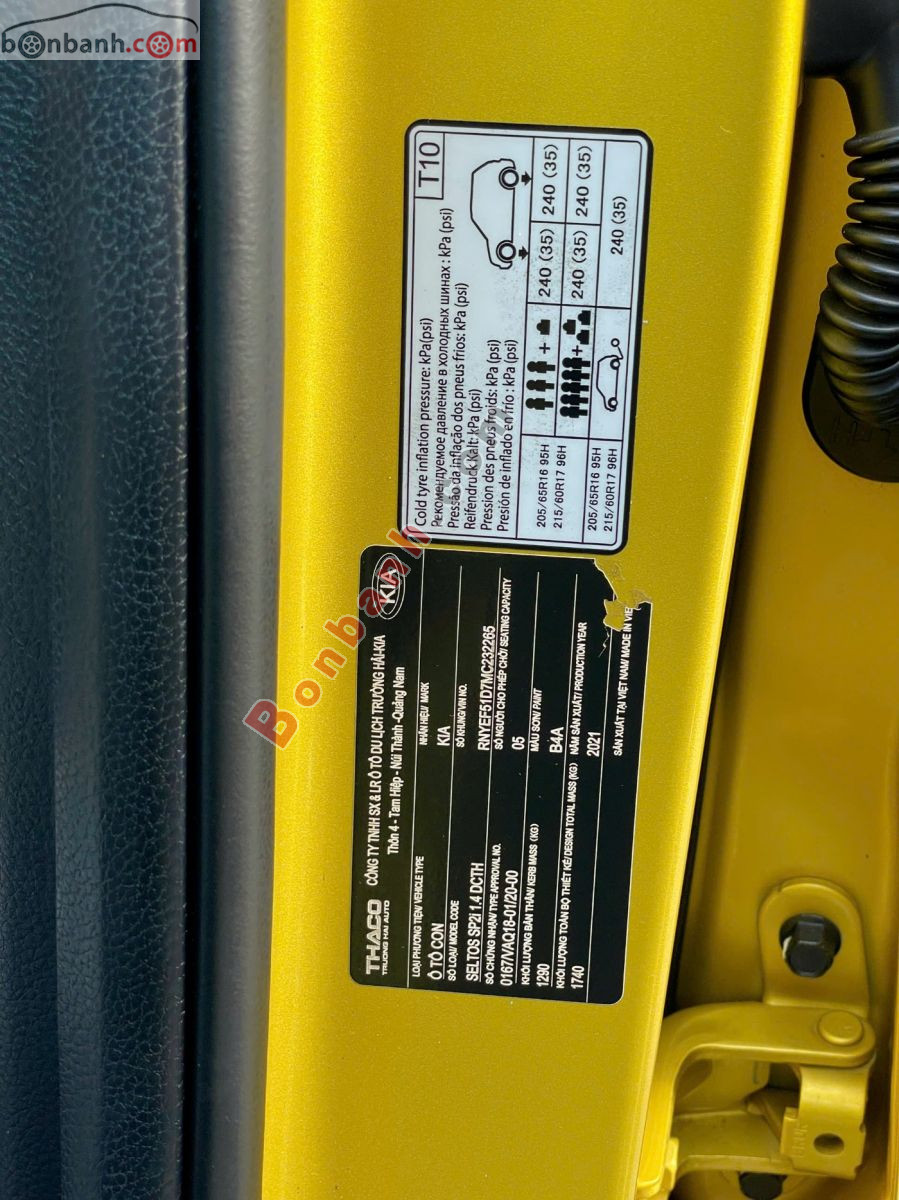 bonbanh.com
Cold tyre inflation pressure: kPa(psi)
Рекомендуемое давление в холодных шинах : kPa (psi)
Pressão da inflação dos pneus frios: kPa (psi)
Reifendruck kalt: kPa (psi)
Pression des pneus froids: kPa (psi)
Presión de inflado en frío : kPa (psi)
T10
205/65R16 95H
215/60R17 96H
240 (35) 240 (35)
240 (35) 240 (35)
205/65R16 95H
215/60R17 96H
240 (35)
THACO
TRUONG HAI AUTO
CÔNG TY TNHH SX & LR Ô TÔ DU LỊCH TRƯỜNG HẢI-KIA
Thôn 4 - Tam Hiệp - Núi Thành -Quảng Nam
KIA
LOẠI PHƯƠNG TIỆN/ VEHICLE TYPE
Ô TÔ CON
NHÃN HIỆU/ MARK
KIA
SỐ LOẠI/ MODEL CODE
SELTOS SP2i 1.4 DCTH
SỐ KHUNG/VIN NO.
RNYEF51D7MC232265
SỐ CHỨNG NHẬN/ TYPE APPROVAL NO.
0167/VAQ18-01/20-00
SỐ NGƯỜI CHO PHÉP CHỞ/ SEATING CAPACITY
05
KHỐI LƯỢNG BẢN THÂN/ KERB MASS (KG)
1290
MÀU SƠN/ PAINT
B4A
KHỐI LƯỢNG TOÀN BỘ THIẾT KẾ/ DESIGN TOTAL MASS (KG)
1740
NĂM SẢN XUẤT/ PRODUCTION YEAR
2021
SẢN XUẤT TẠI VIỆT NAM/ MADE IN VIE
Bonbanh.com